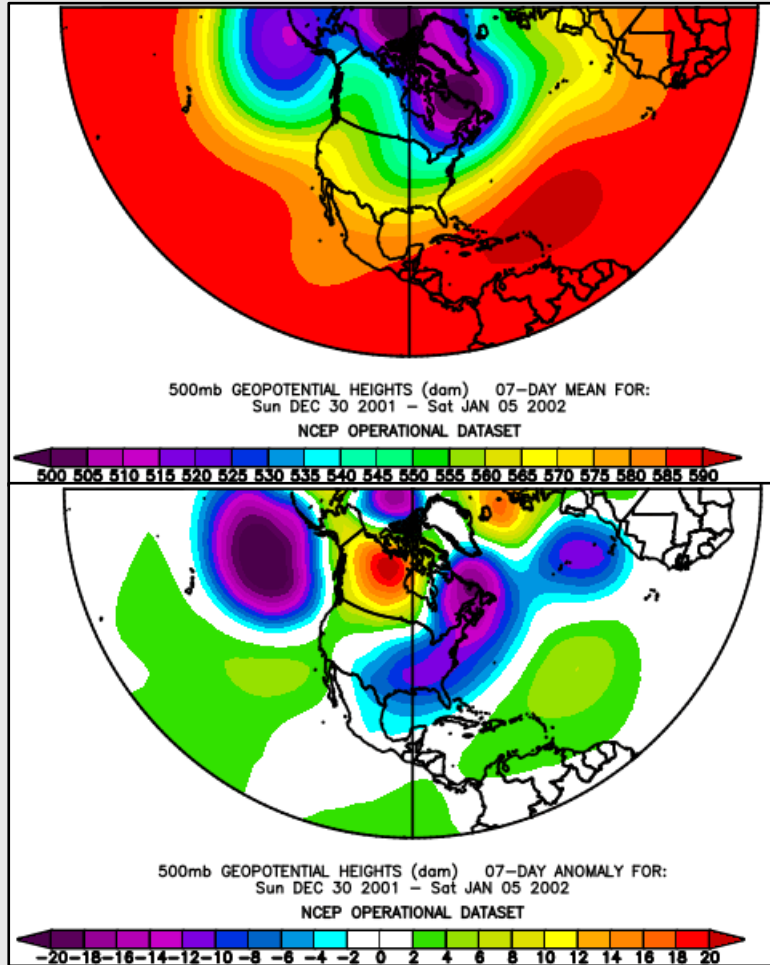 500mb GEOPOTENTIAL HEIGHTS (dam) 07-DAY MEAN FOR:
Sun DEC 30 2001 - Sat JAN 05 2002
NCEP OPERATIONAL DATASET
500 505 510 515 520 525 530 535 540 545 550 555 560 565 570 575 580 585 590
500mb GEOPOTENTIAL HEIGHTS (dam) 07-DAY ANOMALY FOR:
Sun DEC 30 2001 - Sat JAN 05 2002
NCEP OPERATIONAL DATASET
-20 -18 -16 -14 -12 -10 -8 -6 -4 -2 0 2 4 6 8 10 12 14 16 18 20